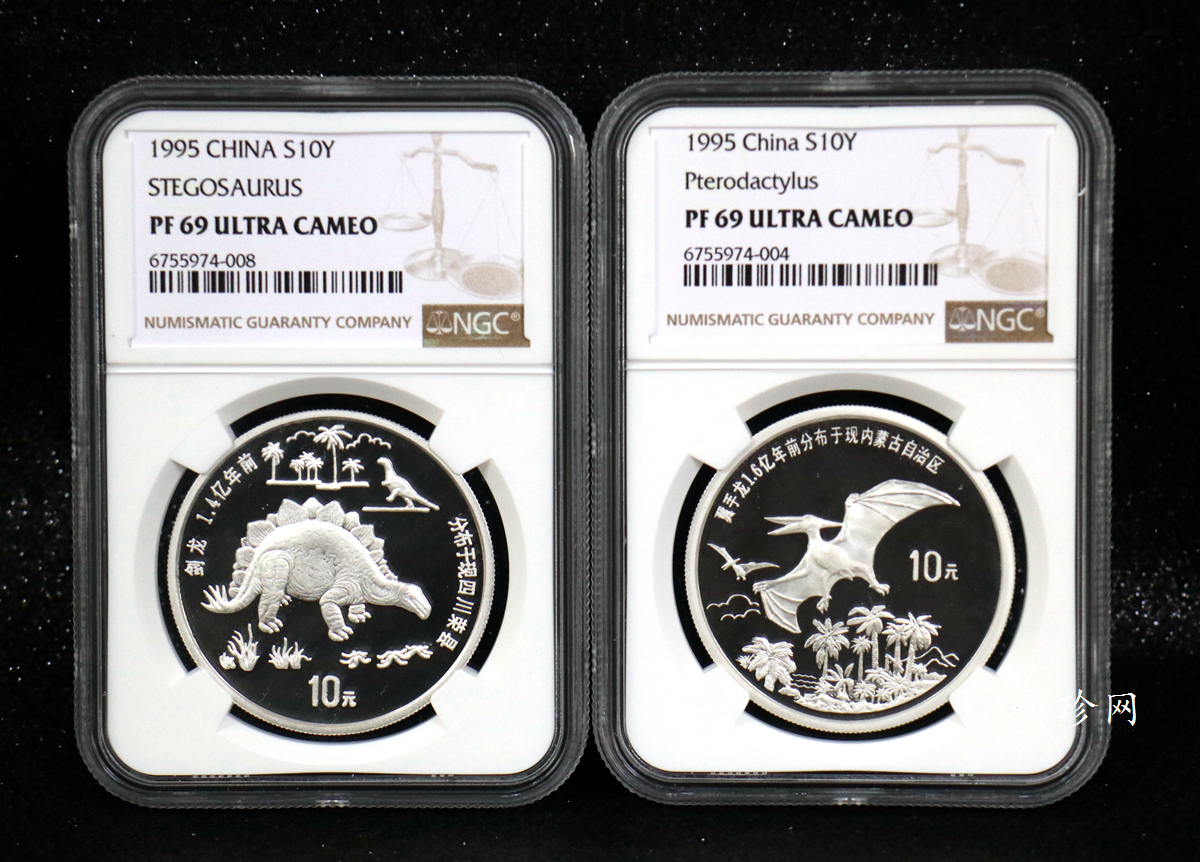 1995 CHINA S10Y
STEGOSAURUS
PF 69 ULTRA CAMEO
6755974-008
NUMISMATIC GUARANTY COMPANY
NGC®
剑龙 1.4亿年前
分布于现四川荣县
10元
1995 China S10Y
Pterodactylus
PF 69 ULTRA CAMEO
6755974-004
NUMISMATIC GUARANTY COMPANY
NGC®
翼手龙1.6亿年前分布于现内蒙古自治区
10元
珍网